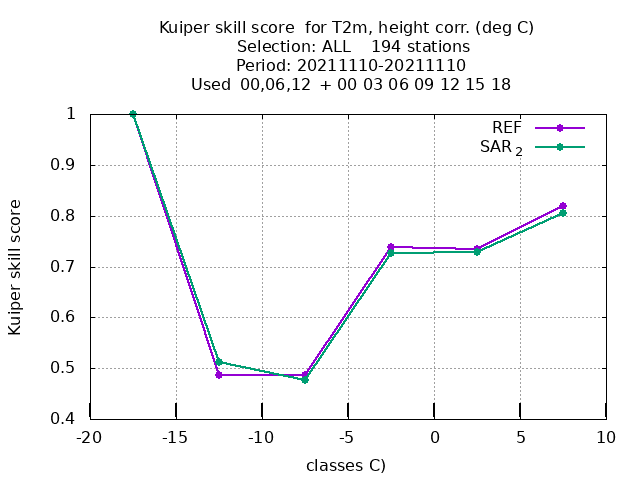 Kuiper skill score  for T2m, height corr. (deg C)
Selection: ALL    194 stations
Period: 20211110-20211110
Used  00,06,12  + 00 03 06 09 12 15 18
REF
SAR 2
1
0.9
0.8
0.7
0.6
0.5
0.4
Kuiper skill score
-20 -15 -10 -5 0 5 10
classes C)